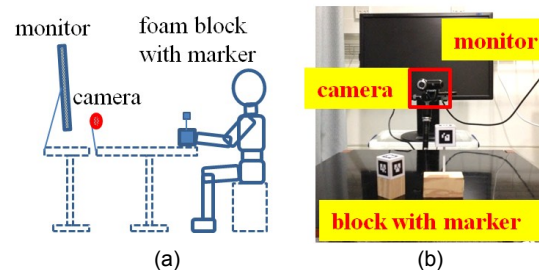 monitor
foam block
with marker
camera
monitor
camera
block with marker
(a)
(b)